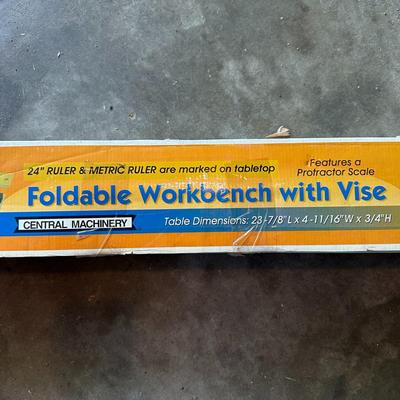 24" RULER & METRIC RULER are marked on tabletop
Features a
Protractor Scale
Foldable Workbench with Vise
CENTRAL MACHINERY
Table Dimensions: 23-7/8"L x 4-11/16"W x 3/4"H